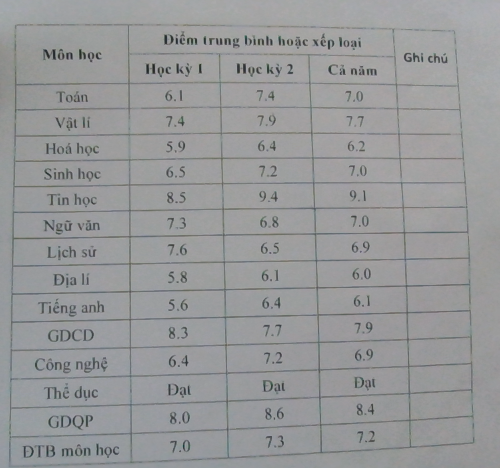 Môn học Điểm trung bình hoặc xếp loại Ghi chú
Học kỳ 1 Học kỳ 2 Cả năm
Toán 6.1 7.4 7.0
Vật lí 7.4 7.9 7.7
Hoá học 5.9 6.4 6.2
Sinh học 6.5 7.2 7.0
Tin học 8.5 9.4 9.1
Ngữ văn 7.3 6.8 7.0
Lịch sử 7.6 6.5 6.9
Địa lí 5.8 6.1 6.0
Tiếng anh 5.6 6.4 6.1
GDCD 8.3 7.7 7.9
Công nghệ 6.4 7.2 6.9
Thể dục Đạt Đạt Đạt
GDQP 8.0 8.6 8.4
ĐTB môn học 7.0 7.3 7.2